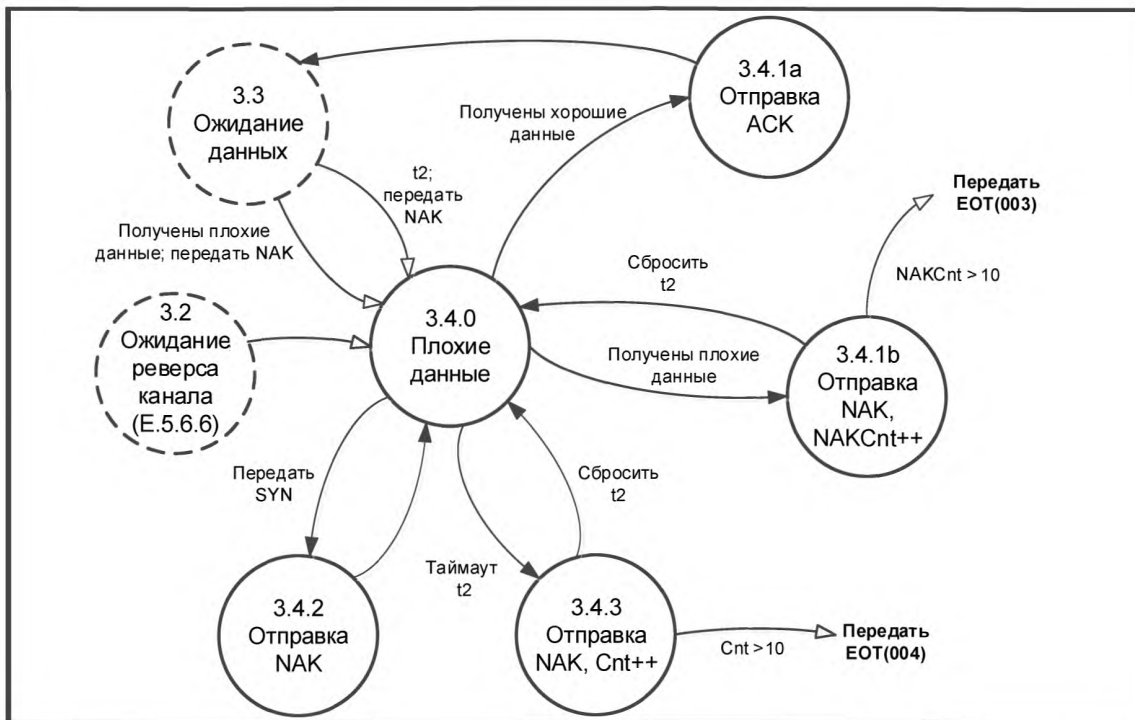 3.3
Ожидание
данных
3.4.1a
Отправка
ACK
Получены хорошие
данные
t2;
передать
NAK
Получены плохие
данные; передать NAK
Передать
EOT(003)
NAKCnt > 10
Сбросить
t2
3.2
Ожидание
реверса
канала
(E.5.6.6)
3.4.0
Плохие
данные
Получены плохие
данные
3.4.1b
Отправка
NAK,
NAKCnt++
Передать
SYN
Сбросить
t2
Таймаут
t2
3.4.2
Отправка
NAK
3.4.3
Отправка
NAK, Cnt++
Cnt >10
Передать
EOT(004)